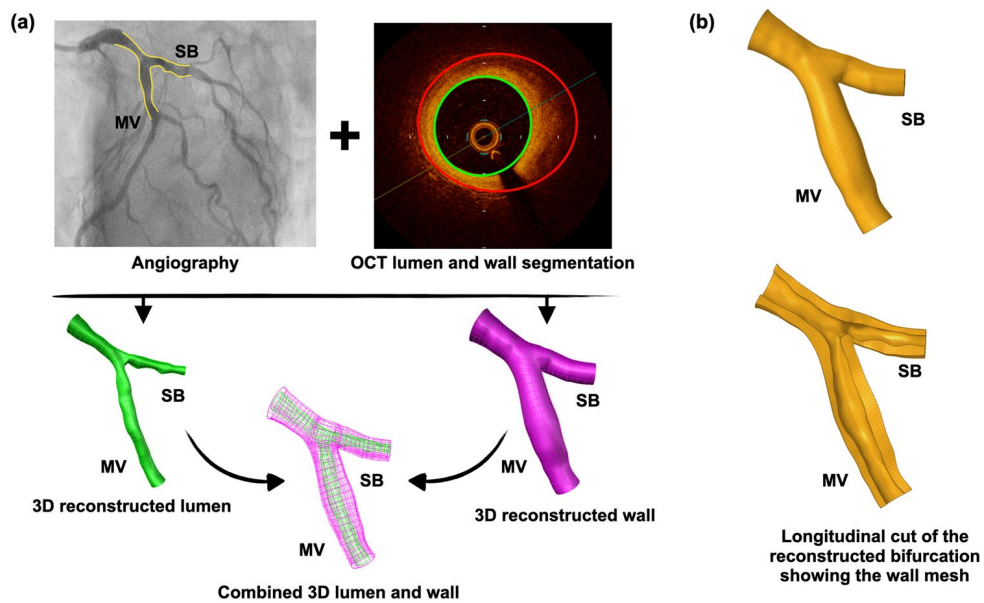 (a)
SB
MV
+
Angiography
OCT lumen and wall segmentation
SB
MV
3D reconstructed lumen
SB
MV
Combined 3D lumen and wall
SB
MV
3D reconstructed wall
(b)
SB
MV
SB
MV
Longitudinal cut of the
reconstructed bifurcation
showing the wall mesh